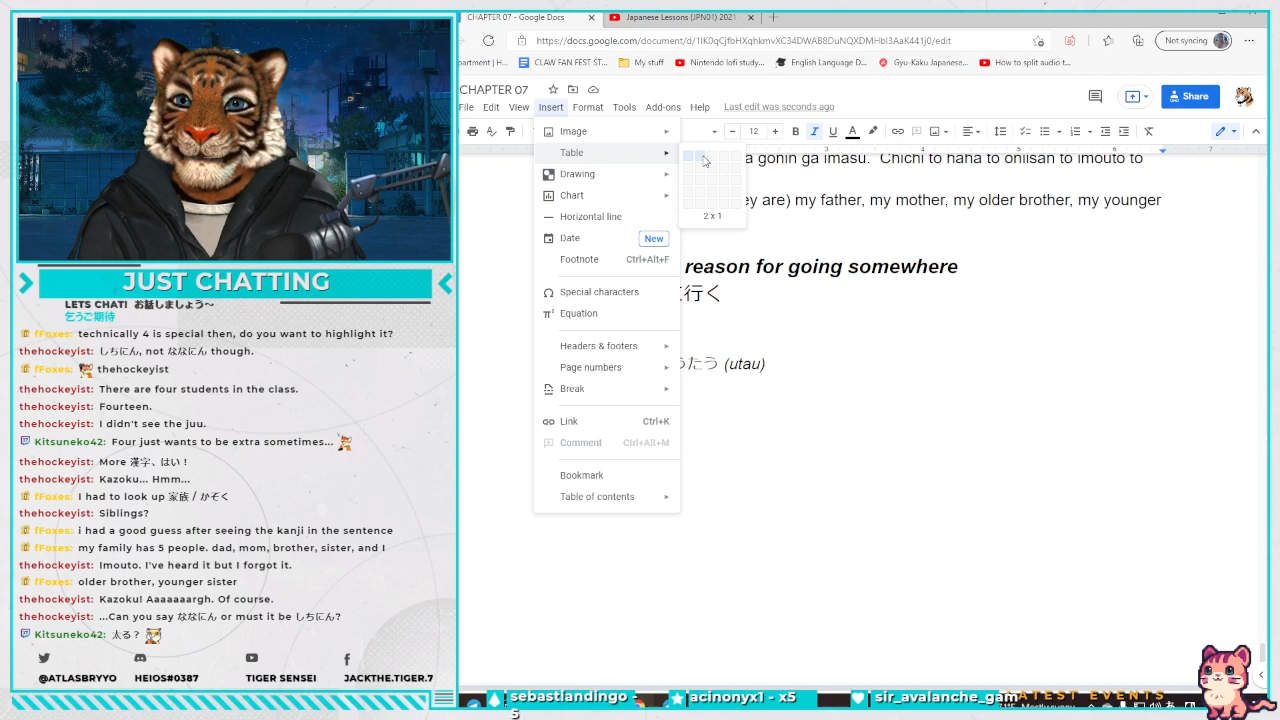 CHAPTER 07 - Google Docs
Japanese Lessons (JPN01) 2021
https://docs.google.com/document/d/1IK0qCjfbHXqhkmvXC34DWAB8DuNQXDMHbI3AaK441j0/edit
Not syncing
partment | H...
CLAW FAN FEST ST...
My stuff
Nintendo lofi study...
English Language D...
Gyu-Kaku Japanese...
How to split audio t...
CHAPTER 07
File
Edit
View
Insert
Format
Tools
Add-ons
Help
Last edit was seconds ago
Share
12
B
I
U
A
3
4
5
6
7
Image
Table
Drawing
Chart
Horizontal line
Date
New
Footnote
Ctrl+Alt+F
Special characters
Equation
Headers & footers
Page numbers
Break
Link
Ctrl+K
Comment
Ctrl+Alt+M
Bookmark
Table of contents
2 x 1
a gonin ga imasu. Chichi to haha to oniisan to imouto to
ey are) my father, my mother, my older brother, my younger
reason for going somewhere
行く
うたう (utau)
JUST CHATTING
LETS CHAT! お話しましょう〜
乞うご期待
fFoxes: technically 4 is special then, do you want to highlight it?
thehockeyist: しちにん, not ななにん though.
fFoxes: thehockeyist
thehockeyist: There are four students in the class.
thehockeyist: Fourteen.
thehockeyist: I didn't see the juu.
Kitsuneko42: Four just wants to be extra sometimes...
thehockeyist: More 漢字、はい！
thehockeyist: Kazoku... Hmm...
fFoxes: I had to look up 家族 / かぞく
thehockeyist: Siblings?
fFoxes: i had a good guess after seeing the kanji in the sentence
fFoxes: my family has 5 people. dad, mom, brother, sister, and I
thehockeyist: Imouto. I've heard it but I forgot it.
fFoxes: older brother, younger sister
thehockeyist: Kazoku! Aaaaaaargh. Of course.
thehockeyist: ...Can you say ななにん or must it be しちにん?
Kitsuneko42: 太る？
@ATLASBRYYO
HEIOS#0387
TIGER SENSEI
JACKTHE.TIGER.7
sebastiandingo -
5
acinonyx1 - x5
sir_avalanche_gam
ATEST EVENTS